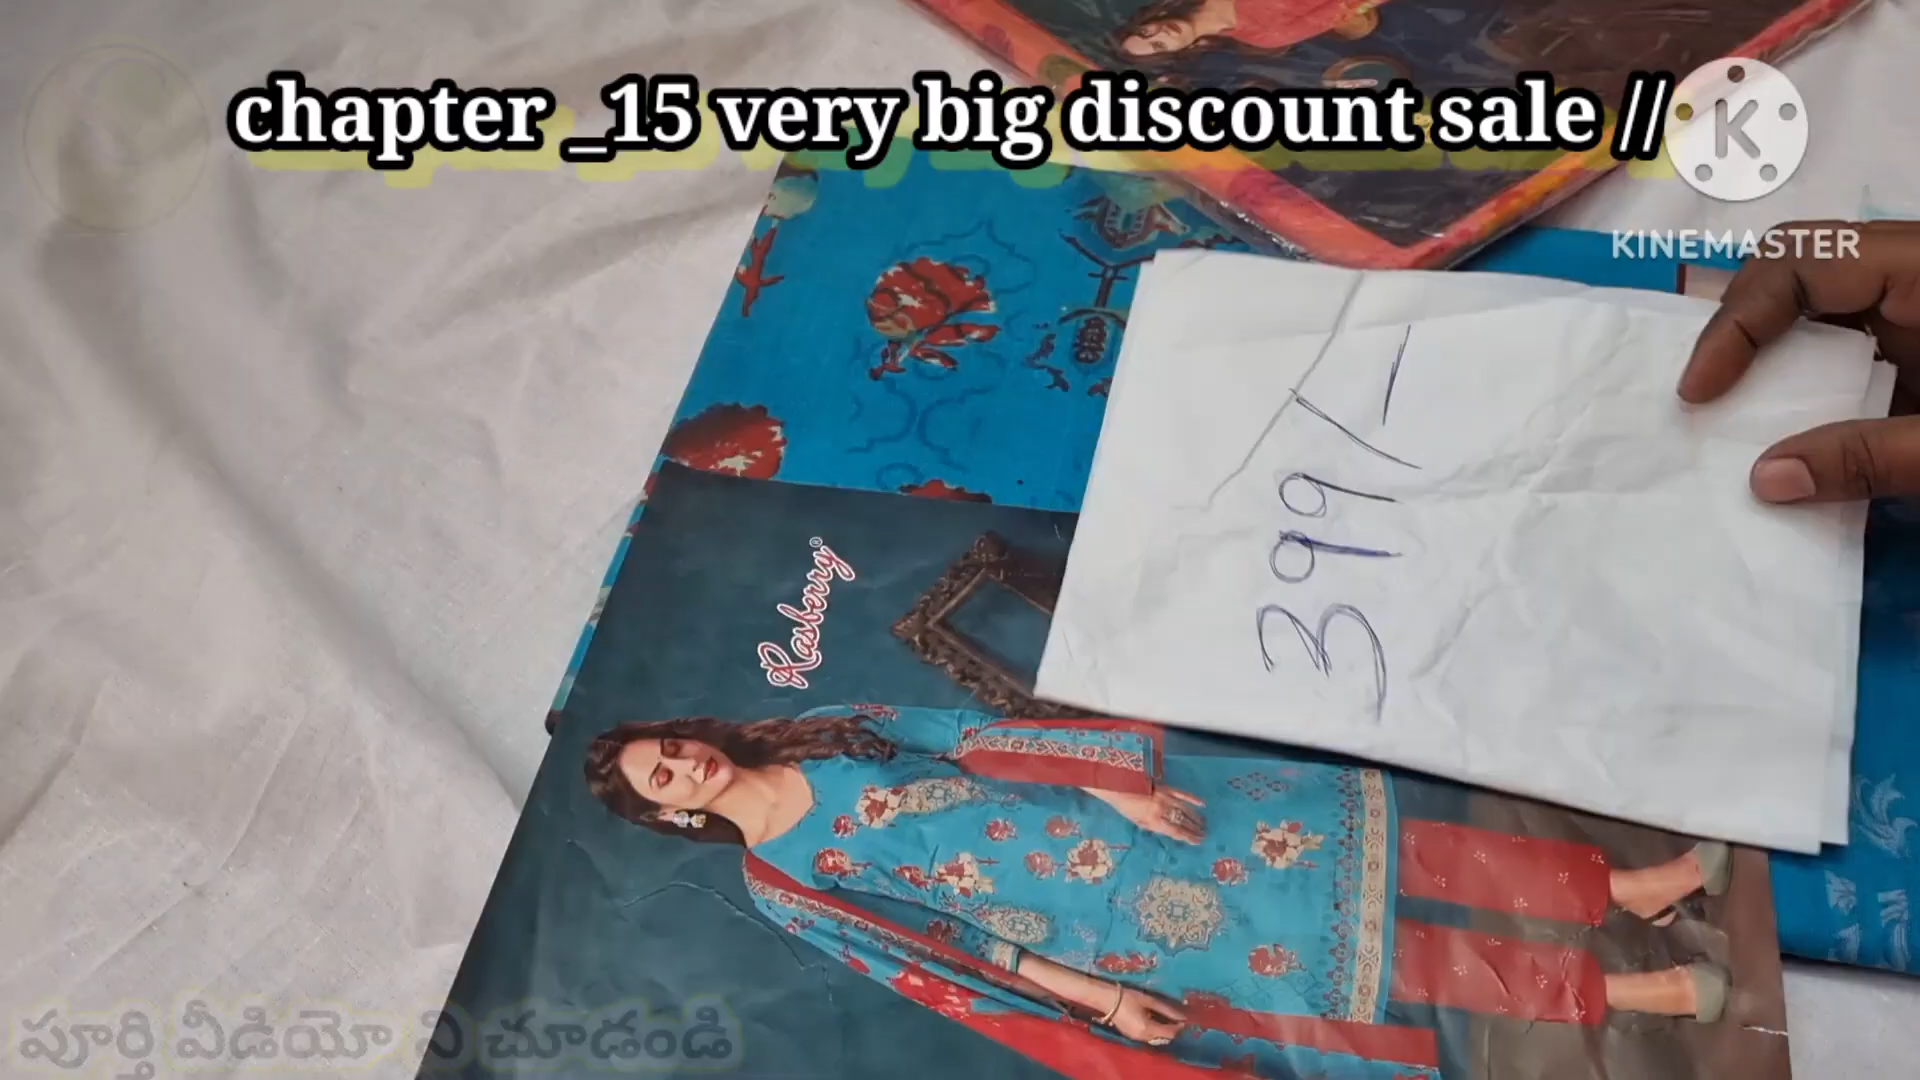 chapter _15 very big discount sale //
K
KINEMASTER
399/-
Rasberry®
పూర్తి వీడియో ని చూడండి